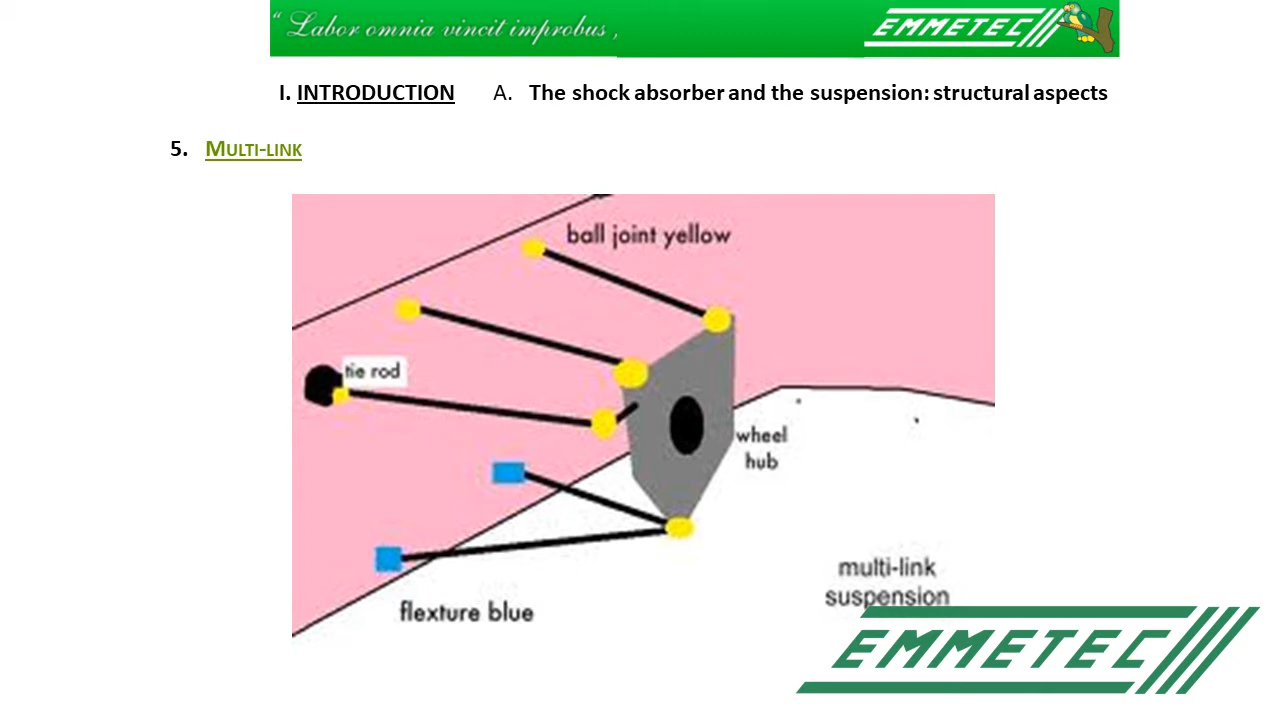 “ Labor omnia vincit improbus ,
EMMETEC
I. INTRODUCTION A. The shock absorber and the suspension: structural aspects
5. MULTI-LINK
ball joint yellow
tie rod
wheel
hub
multi-link
suspension
flexture blue
EMMETEC